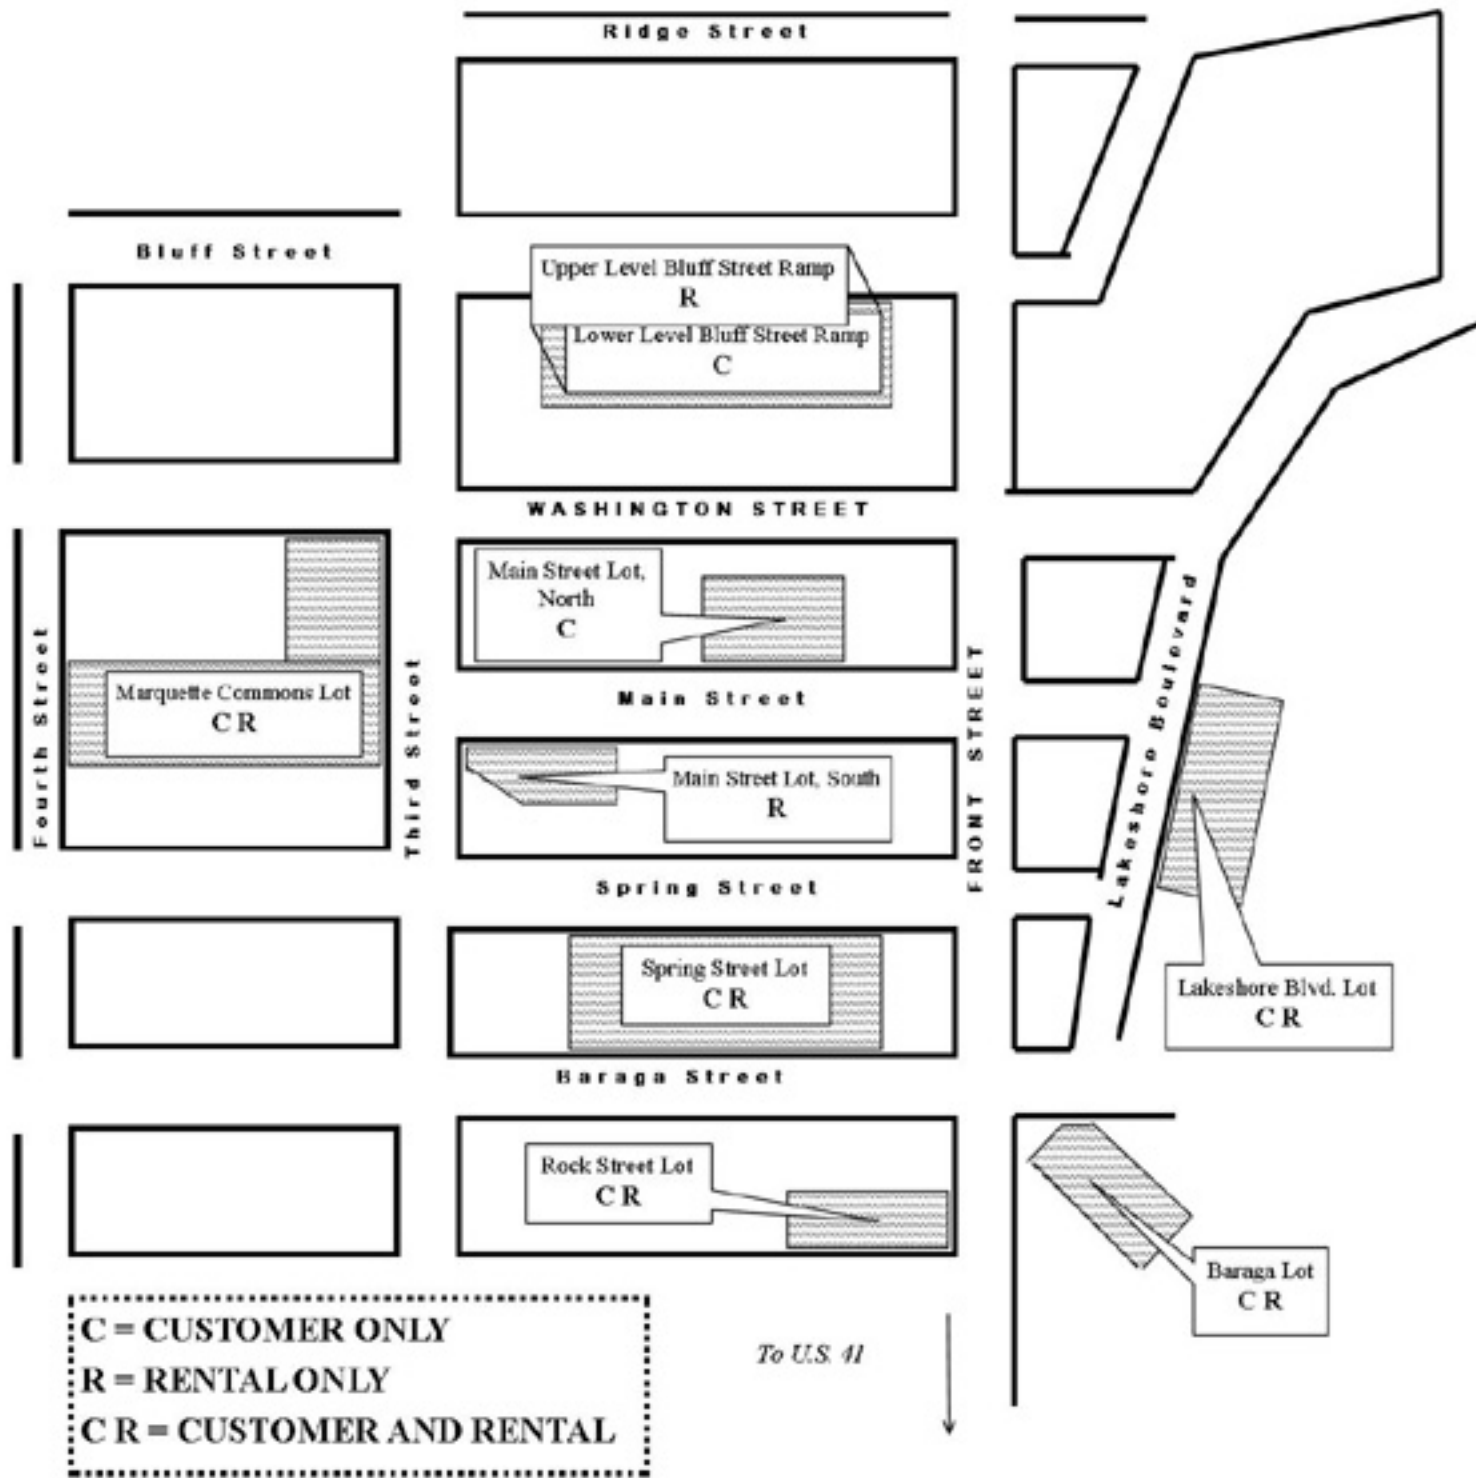 Ridge Street
Bluff Street
Upper Level Bluff Street Ramp
R
Lower Level Bluff Street Ramp
C
WASHINGTON STREET
Main Street Lot,
North
C
Main Street
Fourth Street
Marquette Commons Lot
C R
Third Street
Main Street Lot, South
R
FRONT STREET
Lakeshore Boulevard
Spring Street
Spring Street Lot
C R
Lakeshore Blvd. Lot
C R
Baraga Street
Rock Street Lot
C R
Baraga Lot
C R
C = CUSTOMER ONLY
R = RENTAL ONLY
C R = CUSTOMER AND RENTAL
To U.S. 41